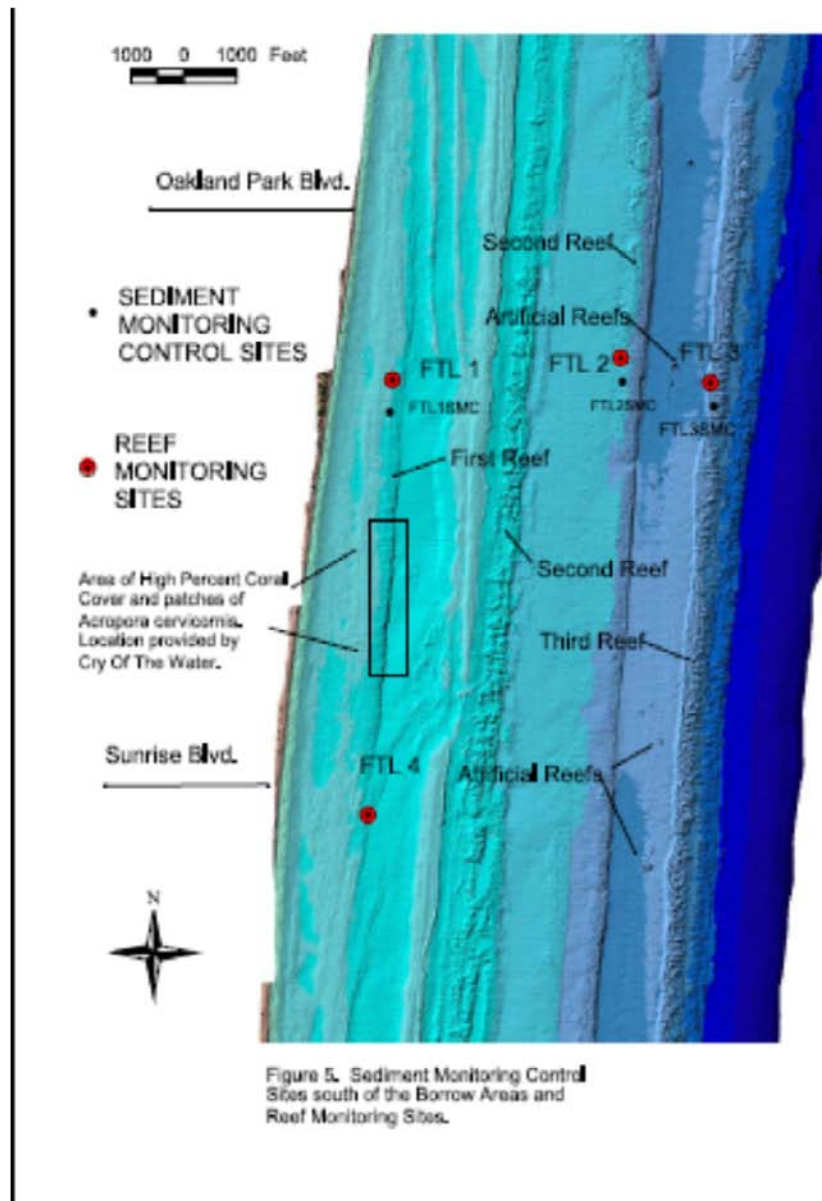 1000 0 1000 Feet
Oakland Park Blvd.
Second Reef
SEDIMENT
MONITORING
CONTROL SITES
Artificial Reefs
FTL 1
FTL 2
FTL 3
FTL1SMC
FTL2SMC
FTL3SMC
REEF
MONITORING
SITES
First Reef
Area of High Percent Coral
Cover and patches of
Acropora cervicornis.
Location provided by
Cry Of The Water.
Second Reef
Third Reef
Sunrise Blvd.
FTL 4
Artificial Reefs
N
Figure 5. Sediment Monitoring Control
Sites south of the Borrow Areas and
Reef Monitoring Sites.